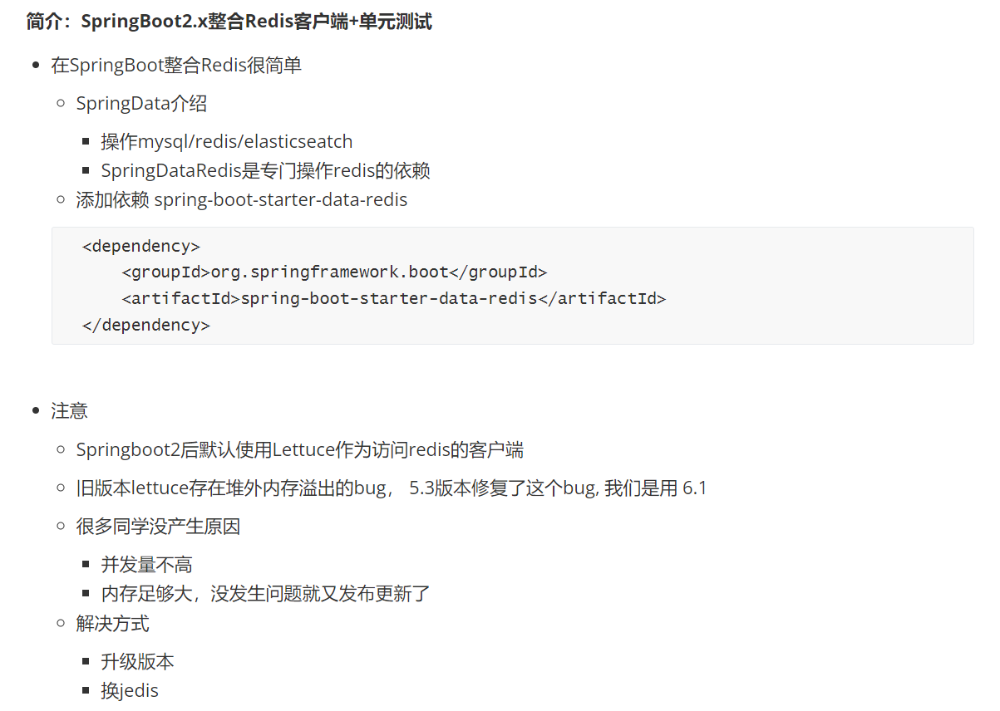 简介：SpringBoot2.x整合Redis客户端+单元测试
在SpringBoot整合Redis很简单
SpringData介绍
操作mysql/redis/elasticseatch
SpringDataRedis是专门操作redis的依赖
添加依赖 spring-boot-starter-data-redis
<dependency>
    <groupId>org.springframework.boot</groupId>
    <artifactId>spring-boot-starter-data-redis</artifactId>
</dependency>
注意
Springboot2后默认使用Lettuce作为访问redis的客户端
旧版本lettuce存在堆外内存溢出的bug， 5.3版本修复了这个bug, 我们是用 6.1
很多同学没产生原因
并发量不高
内存足够大，没发生问题就又发布更新了
解决方式
升级版本
换jedis